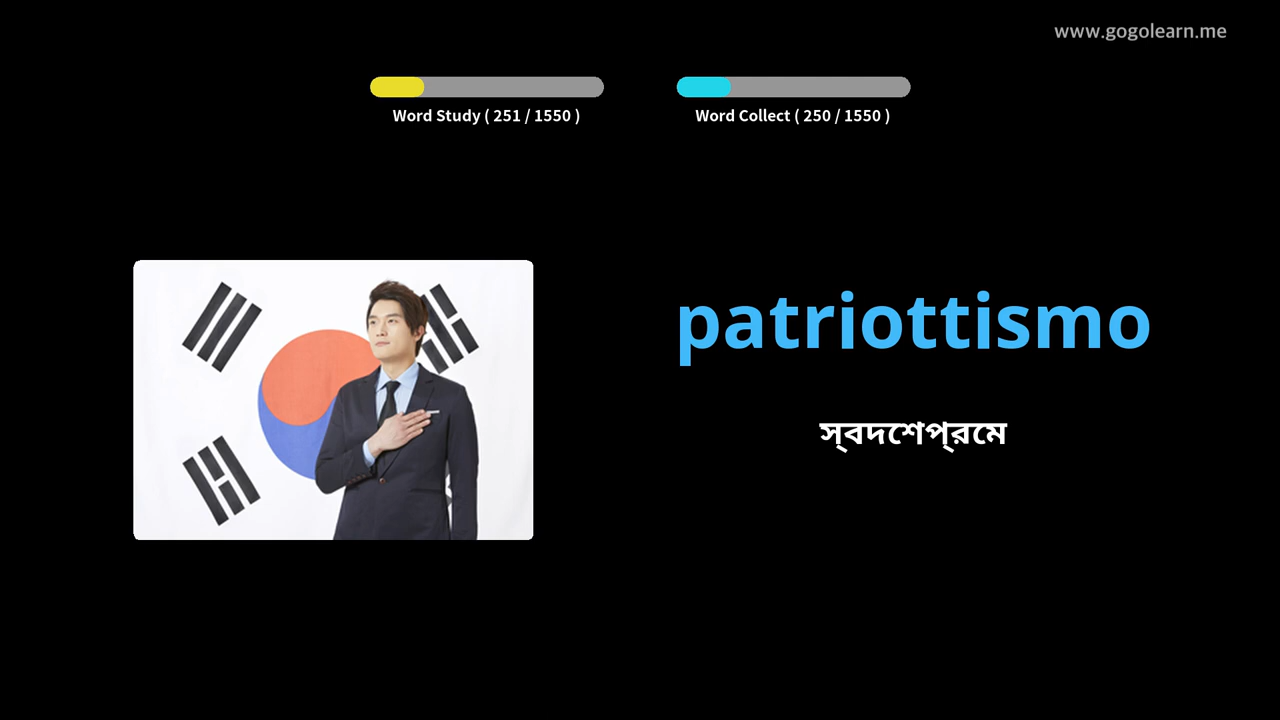 www.gogolearn.me
Word Study ( 251 / 1550 )
Word Collect ( 250 / 1550 )
patriottismo
স্বদেশপ্রেম